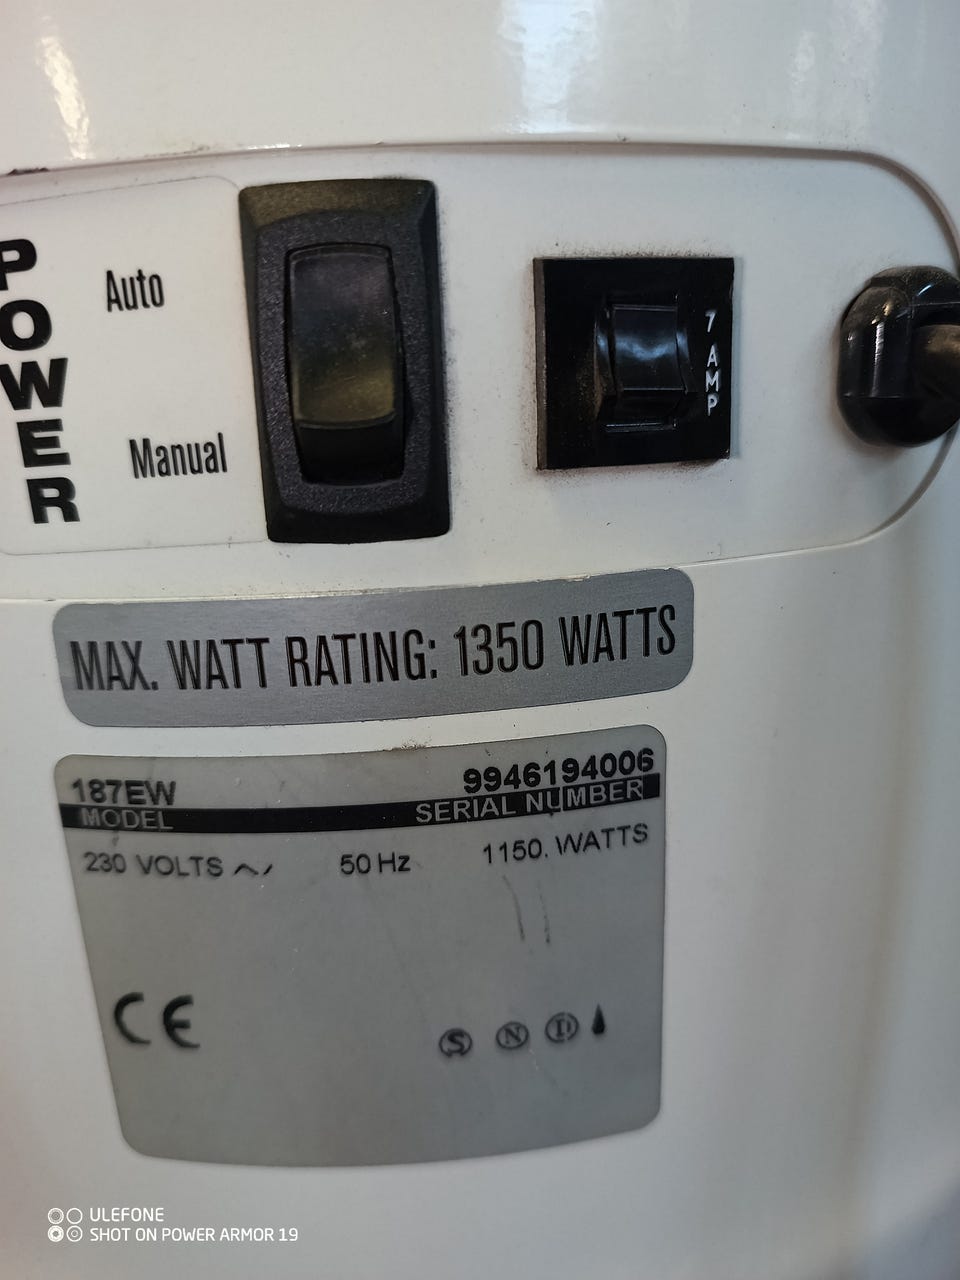 POWER
Auto
Manual
7 AMP
MAX. WATT RATING: 1350 WATTS
187EW 9946194006
MODEL SERIAL NUMBER
230 VOLTS 50 Hz 1150. WATTS
CE
S N D
ULEFONE
SHOT ON POWER ARMOR 19